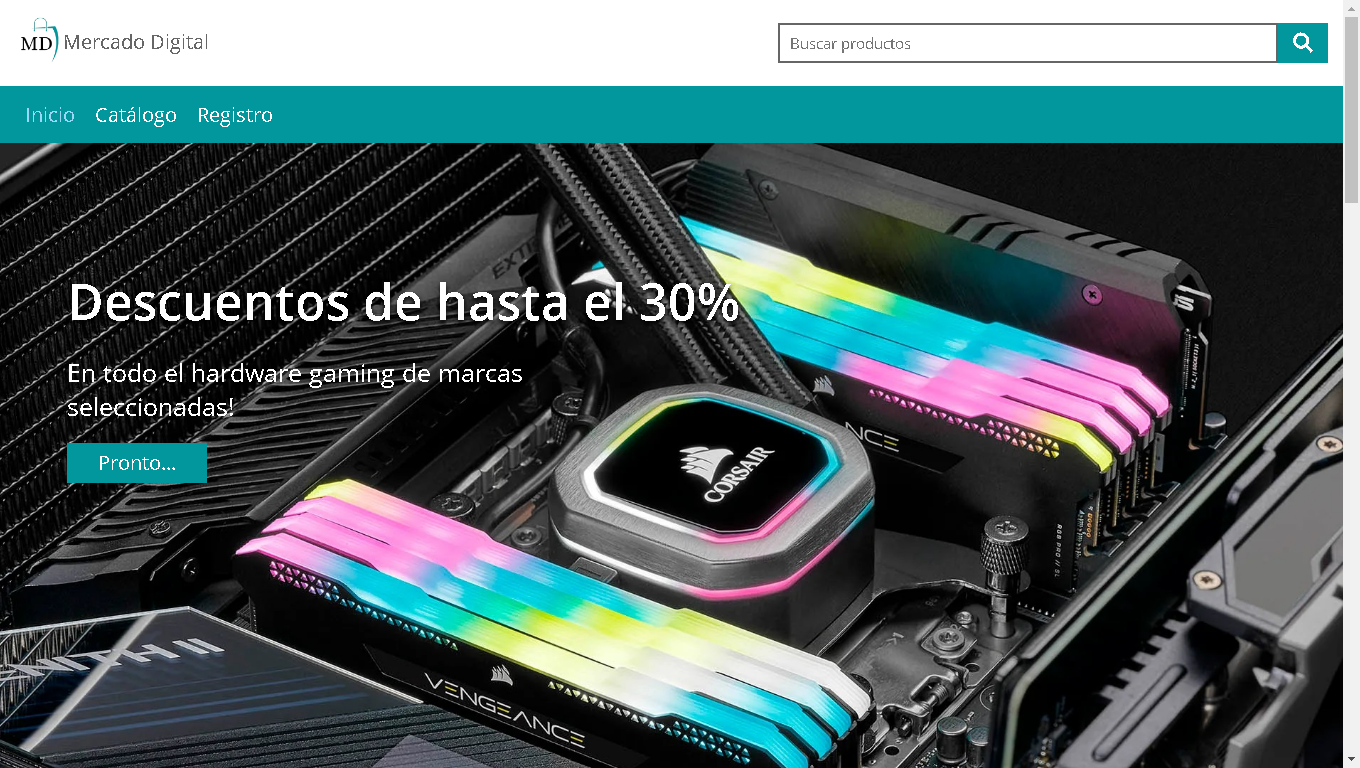 MD Mercado Digital
Buscar productos
Inicio Catálogo Registro
Descuentos de hasta el 30%
En todo el hardware gaming de marcas
seleccionadas!
Pronto...
CORSAIR
NCE
VENGEANCE